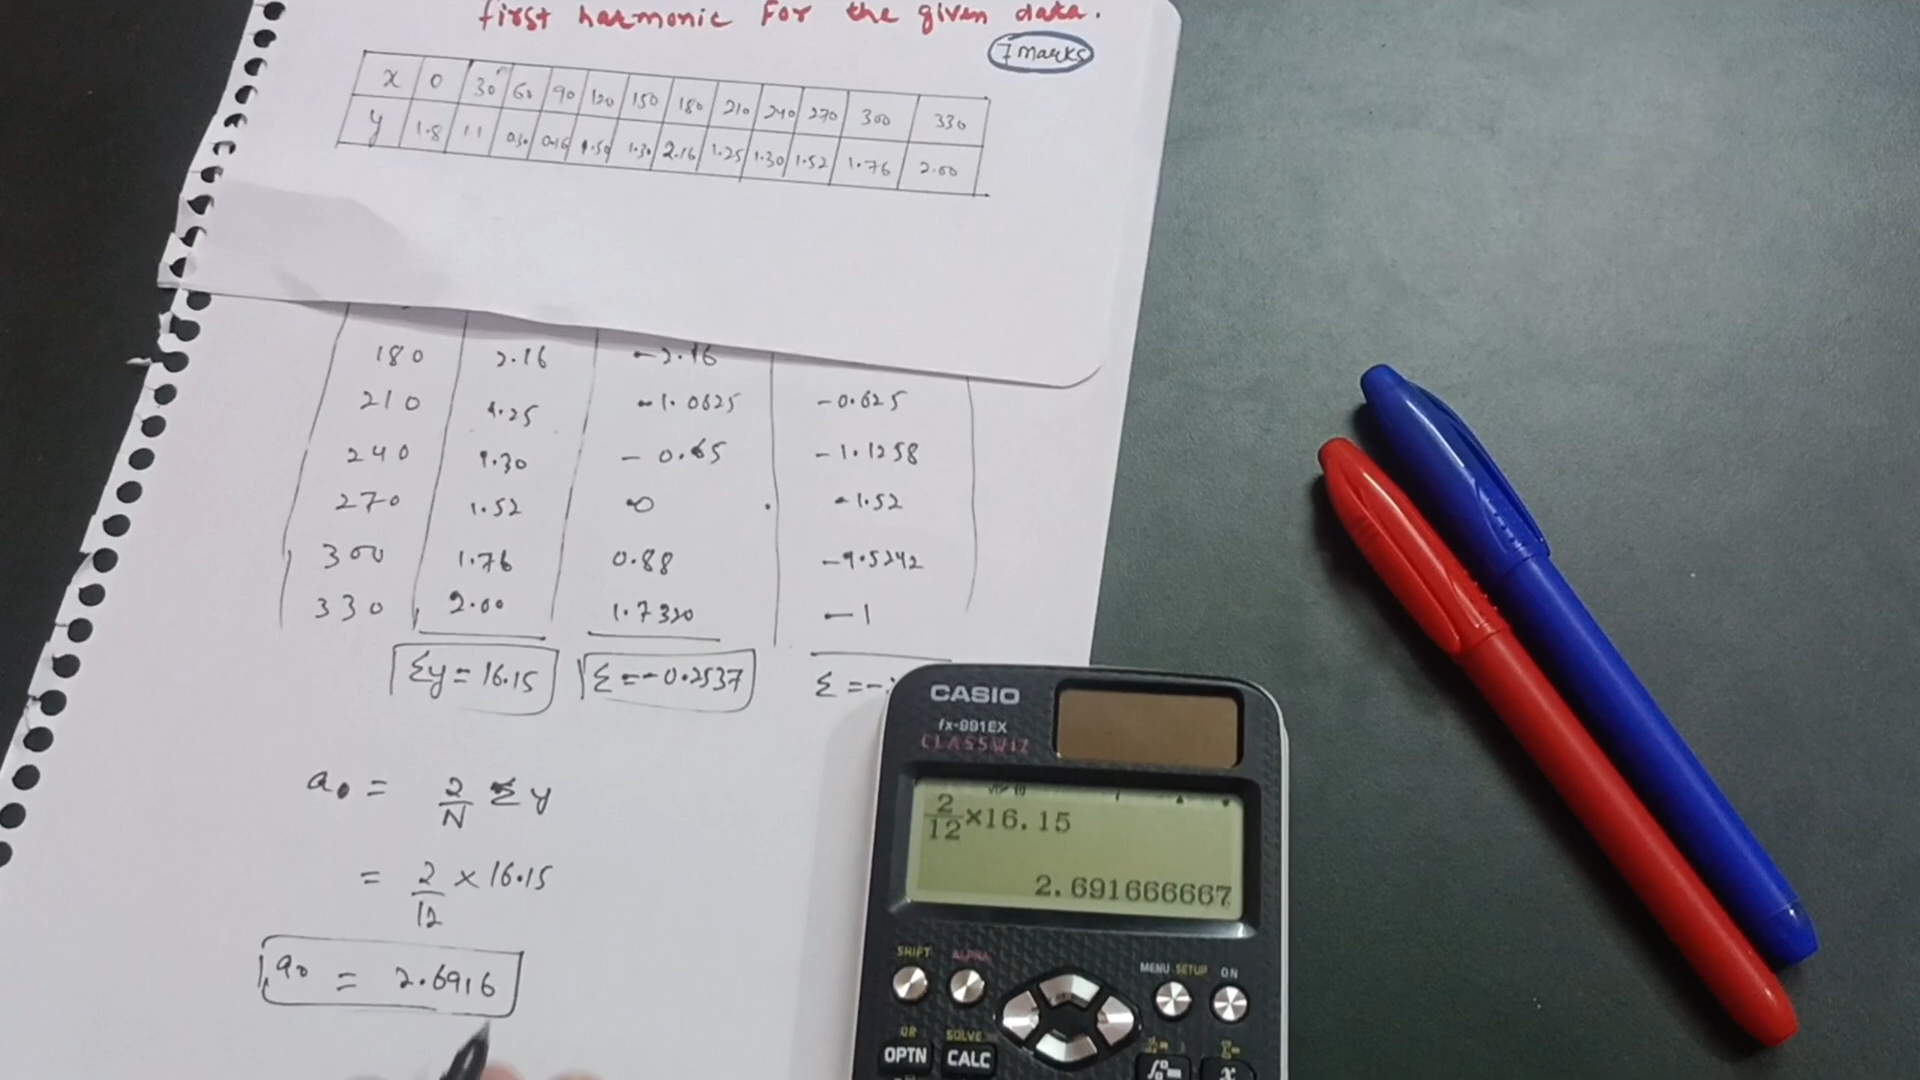 first harmonic For the given data.
7 marks
x 0 30 60 90 120 150 180 210 240 270 300 330
y 1.8 1.1 0.30 0.16 1.50 1.30 2.16 1.25 1.30 1.52 1.76 2.00
180 2.16 -2.16
210 1.25 -1.0625 -0.625
240 1.30 -0.65 -1.1258
270 1.52 0 -1.52
300 1.76 0.88 -1.5242
330 2.00 1.7320 -1
Σy = 16.15 Σ = -0.2537 Σ = -
a₀ = 2/N Σ y
= 2/12 × 16.15
a₀ = 2.6916
CASIO
fx-991EX
CLASSWIZ
2/12×16.15
2.691666667
SHIFT ALPHA MENU SETUP ON
OPTN CALC
SOLVE
x